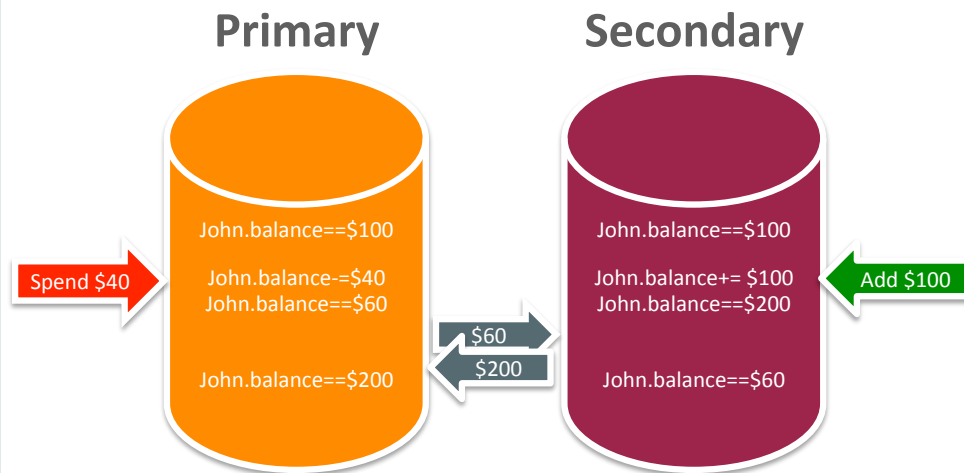 Primary
Secondary
John.balance==$100
John.balance==$100
Spend $40
John.balance-=$40
John.balance==$60
John.balance+= $100
John.balance==$200
Add $100
$60
$200
John.balance==$200
John.balance==$60